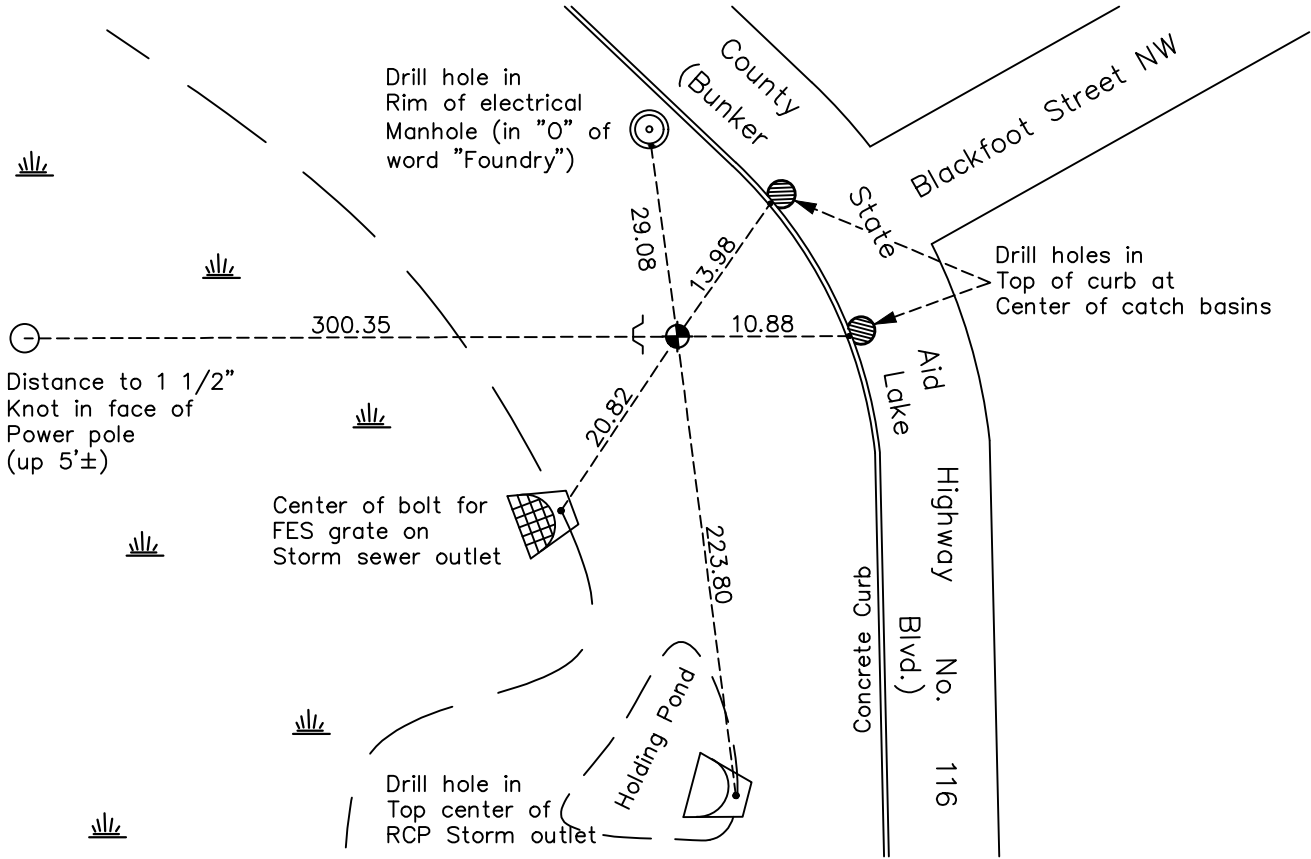 Drill hole in
Rim of electrical
Manhole (in "O" of
word "Foundry")
County
(Bunker
Blackfoot Street NW
State
Drill holes in
Top of curb at
Center of catch basins
29.08
13.98
300.35
10.88
Distance to 1 1/2"
Knot in face of
Power pole
(up 5'±)
Aid
Lake
20.82
Highway
Center of bolt for
FES grate on
Storm sewer outlet
223.80
Concrete Curb
Blvd.)
No.
116
Holding Pond
Drill hole in
Top center of
RCP Storm outlet